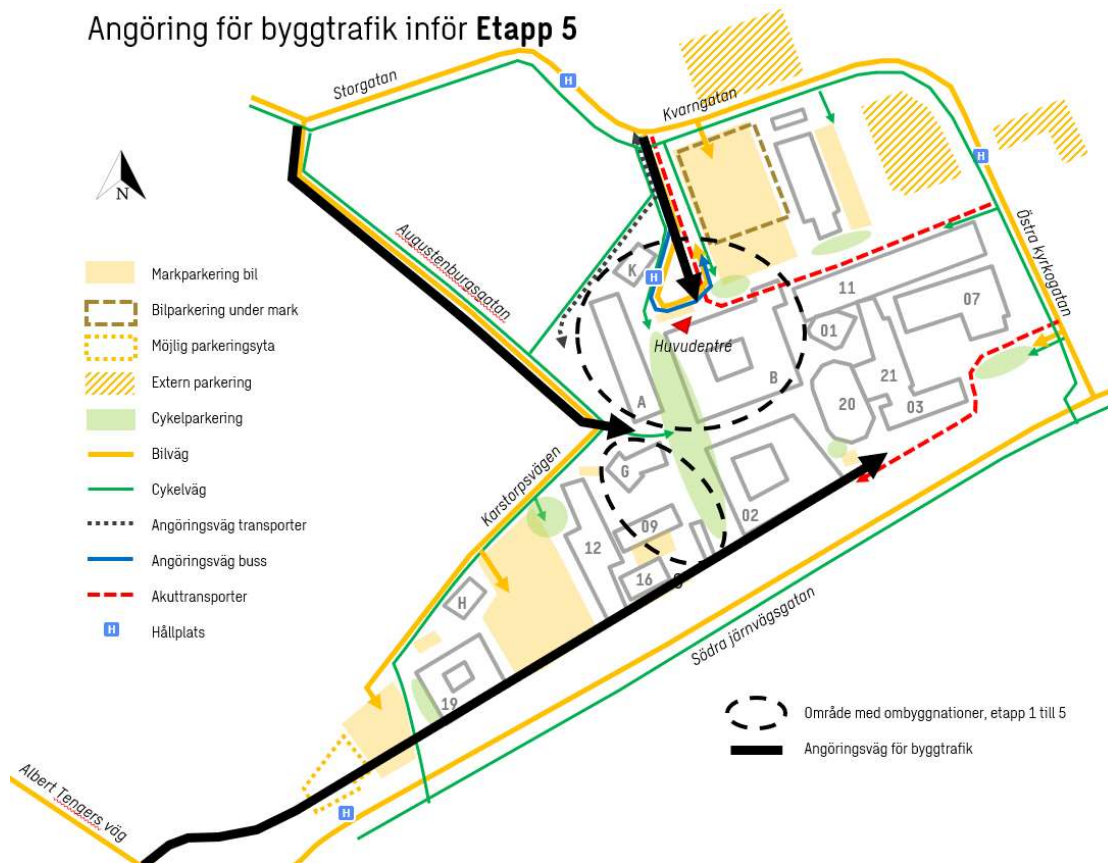 Angöring för byggtrafik inför Etapp 5
Storgatan
H
Kvarngatan
H
N
Augustenburgsgatan
Östra kyrkogatan
Markparkering bil
Bilparkering under mark
Möjlig parkeringsyta
Extern parkering
Cykelparkering
Bilväg
Cykelväg
Angöringsväg transporter
Angöringsväg buss
Akuttransporter
H Hållplats
K
H
11
07
01
Huvudentré
B
A
21
20
03
Karstorpsvägen
G
02
09
12
16
H
19
Södra järnvägsgatan
Område med ombyggnationer, etapp 1 till 5
Angöringsväg för byggtrafik
Albert Tengers väg
H